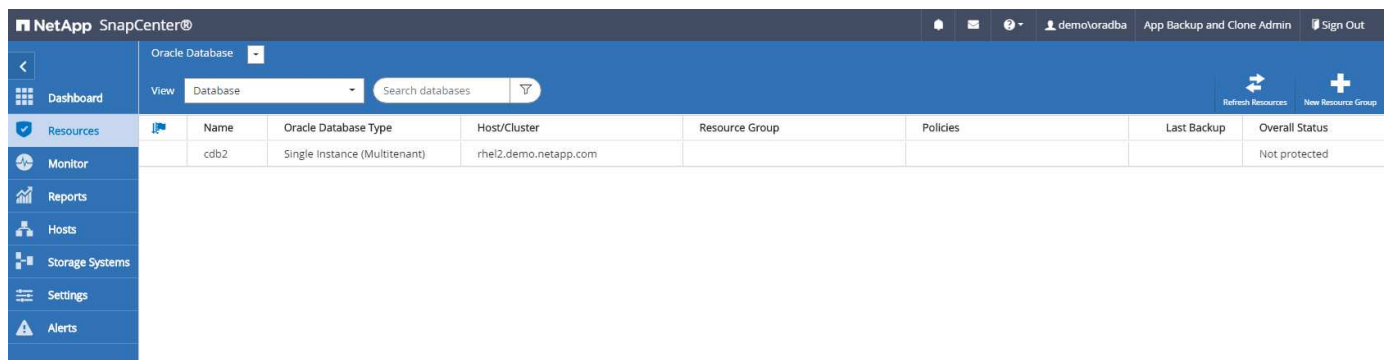 NetApp SnapCenter®
demo\oradba App Backup and Clone Admin Sign Out
Oracle Database
Dashboard
View Database Search databases
Refresh Resources New Resource Group
Resources
Name Oracle Database Type Host/Cluster Resource Group Policies Last Backup Overall Status
cdb2 Single Instance (Multitenant) rhel2.demo.netapp.com Not protected
Monitor
Reports
Hosts
Storage Systems
Settings
Alerts